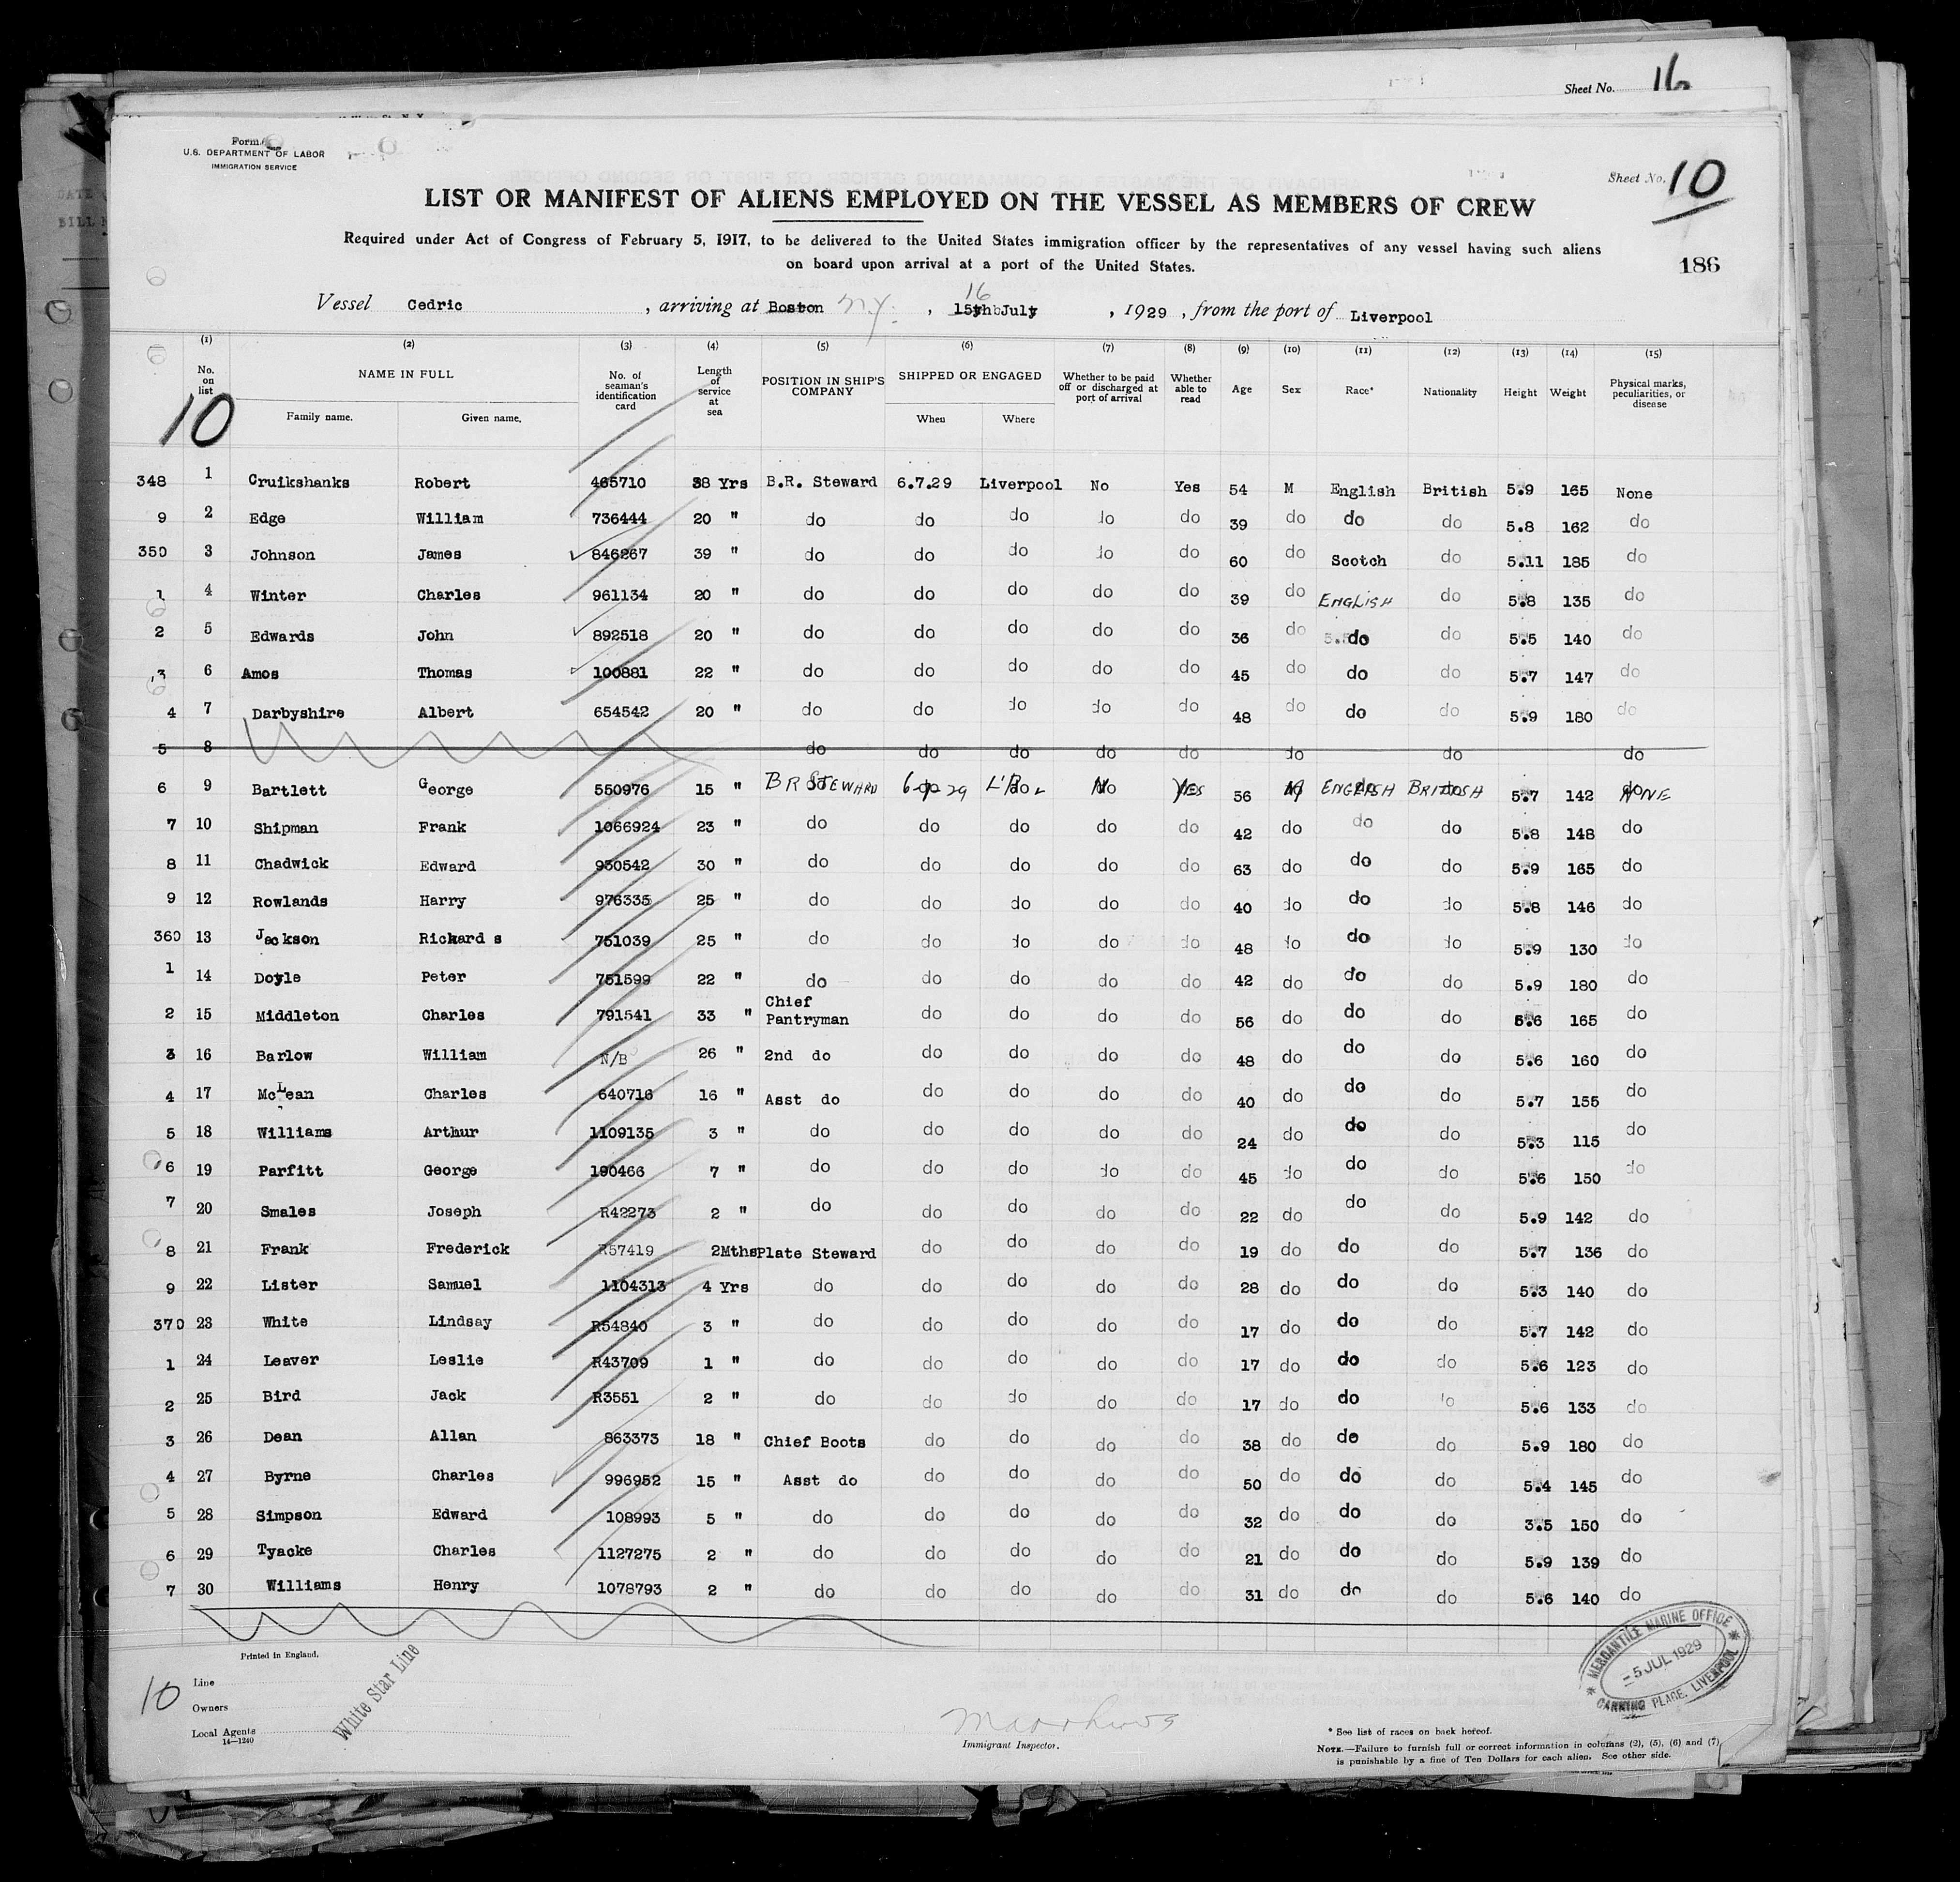 Sheet No. 16
Form
U.S. DEPARTMENT OF LABOR
IMMIGRATION SERVICE
Sheet No. 10
LIST OR MANIFEST OF ALIENS EMPLOYED ON THE VESSEL AS MEMBERS OF CREW
Required under Act of Congress of February 5, 1917, to be delivered to the United States immigration officer by the representatives of any vessel having such aliens
on board upon arrival at a port of the United States.
186
Vessel Cedric , arriving at Boston N.Y. , 15th July 16 , 1929 , from the port of Liverpool
(1) (2) (3) (4) (5) (6) (7) (8) (9) (10) (11) (12) (13) (14) (15)
No. on list NAME IN FULL Family name. Given name. No. of seaman's identification card Length of service at sea POSITION IN SHIP'S COMPANY SHIPPED OR ENGAGED When Where Whether to be paid off or discharged at port of arrival Whether able to read Age Sex Race* Nationality Height Weight Physical marks, peculiarities, or disease
10
348 1 Cruikshanks Robert 465710 38 Yrs B.R. Steward 6.7.29 Liverpool No Yes 54 M English British 5.9 165 None
9 2 Edge William 736444 20 " do do do do do 39 do do do 5.8 162 do
350 3 Johnson James 846267 39 " do do do do do 60 do Scotch do 5.11 185 do
1 4 Winter Charles 961134 20 " do do do do do 39 do ENGLISH do 5.8 135 do
2 5 Edwards John 892518 20 " do do do do do 36 do do do 5.5 140 do
3 6 Amos Thomas 100881 22 " do do do do do 45 do do do 5.7 147 do
4 7 Darbyshire Albert 654542 20 " do do do do do 48 do do do 5.9 180 do
5 8 do do do do do do do do
6 9 Bartlett George 550976 15 " BR STEWARD 6-7-29 L'POOL No YES 56 M ENGLISH BRITISH 5.7 142 NONE
7 10 Shipman Frank 1066924 23 " do do do do do 42 do do do 5.8 148 do
8 11 Chadwick Edward 930542 30 " do do do do do 63 do do do 5.9 165 do
9 12 Rowlands Harry 976335 25 " do do do do do 40 do do do 5.8 146 do
360 13 Jackson Richard s 751039 25 " do do do do do 48 do do do 5.9 130 do
1 14 Doyle Peter 751599 22 " do do do do do 42 do do do 5.9 180 do
2 15 Middleton Charles 791541 33 " Chief Pantryman do do do do 56 do do do 5.6 165 do
3 16 Barlow William N/B 26 " 2nd do do do do do 48 do do do 5.6 160 do
4 17 McLean Charles 640716 16 " Asst do do do do do 40 do do do 5.7 155 do
5 18 Williams Arthur 1109135 3 " do do do do do 24 do do do 5.3 115 do
6 19 Parfitt George 190466 7 " do do do do do 45 do do do 5.6 150 do
7 20 Smales Joseph R42273 2 " do do do do do 22 do do do 5.9 142 do
8 21 Frank Frederick R57419 2Mths Plate Steward do do do do 19 do do do 5.7 136 do
9 22 Lister Samuel 1104313 4 Yrs do do do do do 28 do do do 5.3 140 do
370 23 White Lindsay R54840 3 " do do do do do 17 do do do 5.7 142 do
1 24 Leaver Leslie R43709 1 " do do do do do 17 do do do 5.6 123 do
2 25 Bird Jack R3551 2 " do do do do do 17 do do do 5.6 133 do
3 26 Dean Allan 863373 18 " Chief Boots do do do do 38 do do do 5.9 180 do
4 27 Byrne Charles 996952 15 " Asst do do do do do 50 do do do 5.4 145 do
5 28 Simpson Edward 108993 5 " do do do do do 32 do do do 3.5 150 do
6 29 Tyacke Charles 1127275 2 " do do do do do 21 do do do 5.9 139 do
7 30 Williams Henry 1078793 2 " do do do do do 31 do do do 5.6 140 do
Printed in England.
10
Line
Owners
Local Agents
14—1240
White Star Line
Immigrant Inspector.
MERCANTILE MARINE OFFICE
5 JUL 1929
CANNING PLACE, LIVERPOOL
* See list of races on back hereof.
NOTE.—Failure to furnish full or correct information in columns (2), (5), (6) and (7)
is punishable by a fine of Ten Dollars for each alien. See other side.